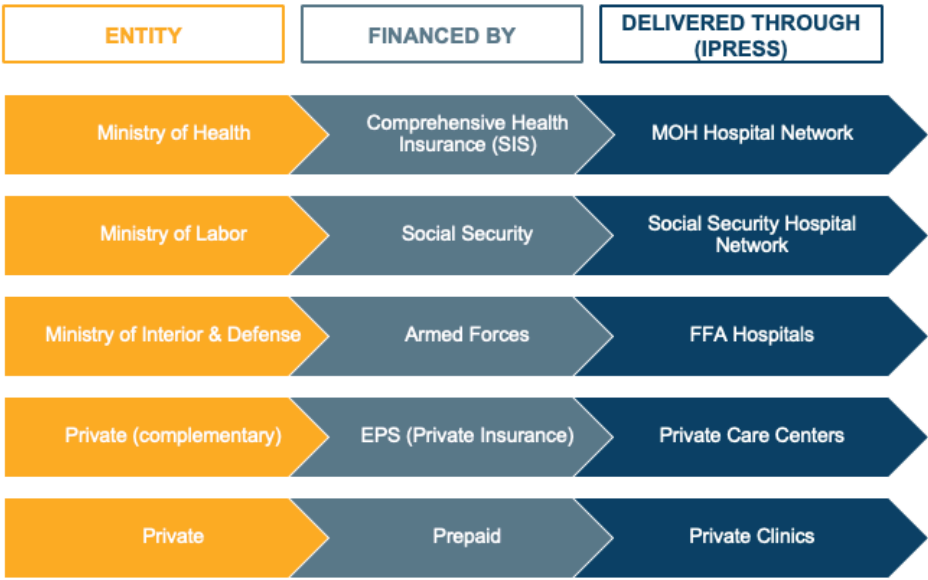 ENTITY
FINANCED BY
DELIVERED THROUGH
(IPRESS)
Ministry of Health
Comprehensive Health
Insurance (SIS)
MOH Hospital Network
Ministry of Labor
Social Security
Social Security Hospital
Network
Ministry of Interior & Defense
Armed Forces
FFA Hospitals
Private (complementary)
EPS (Private Insurance)
Private Care Centers
Private
Prepaid
Private Clinics